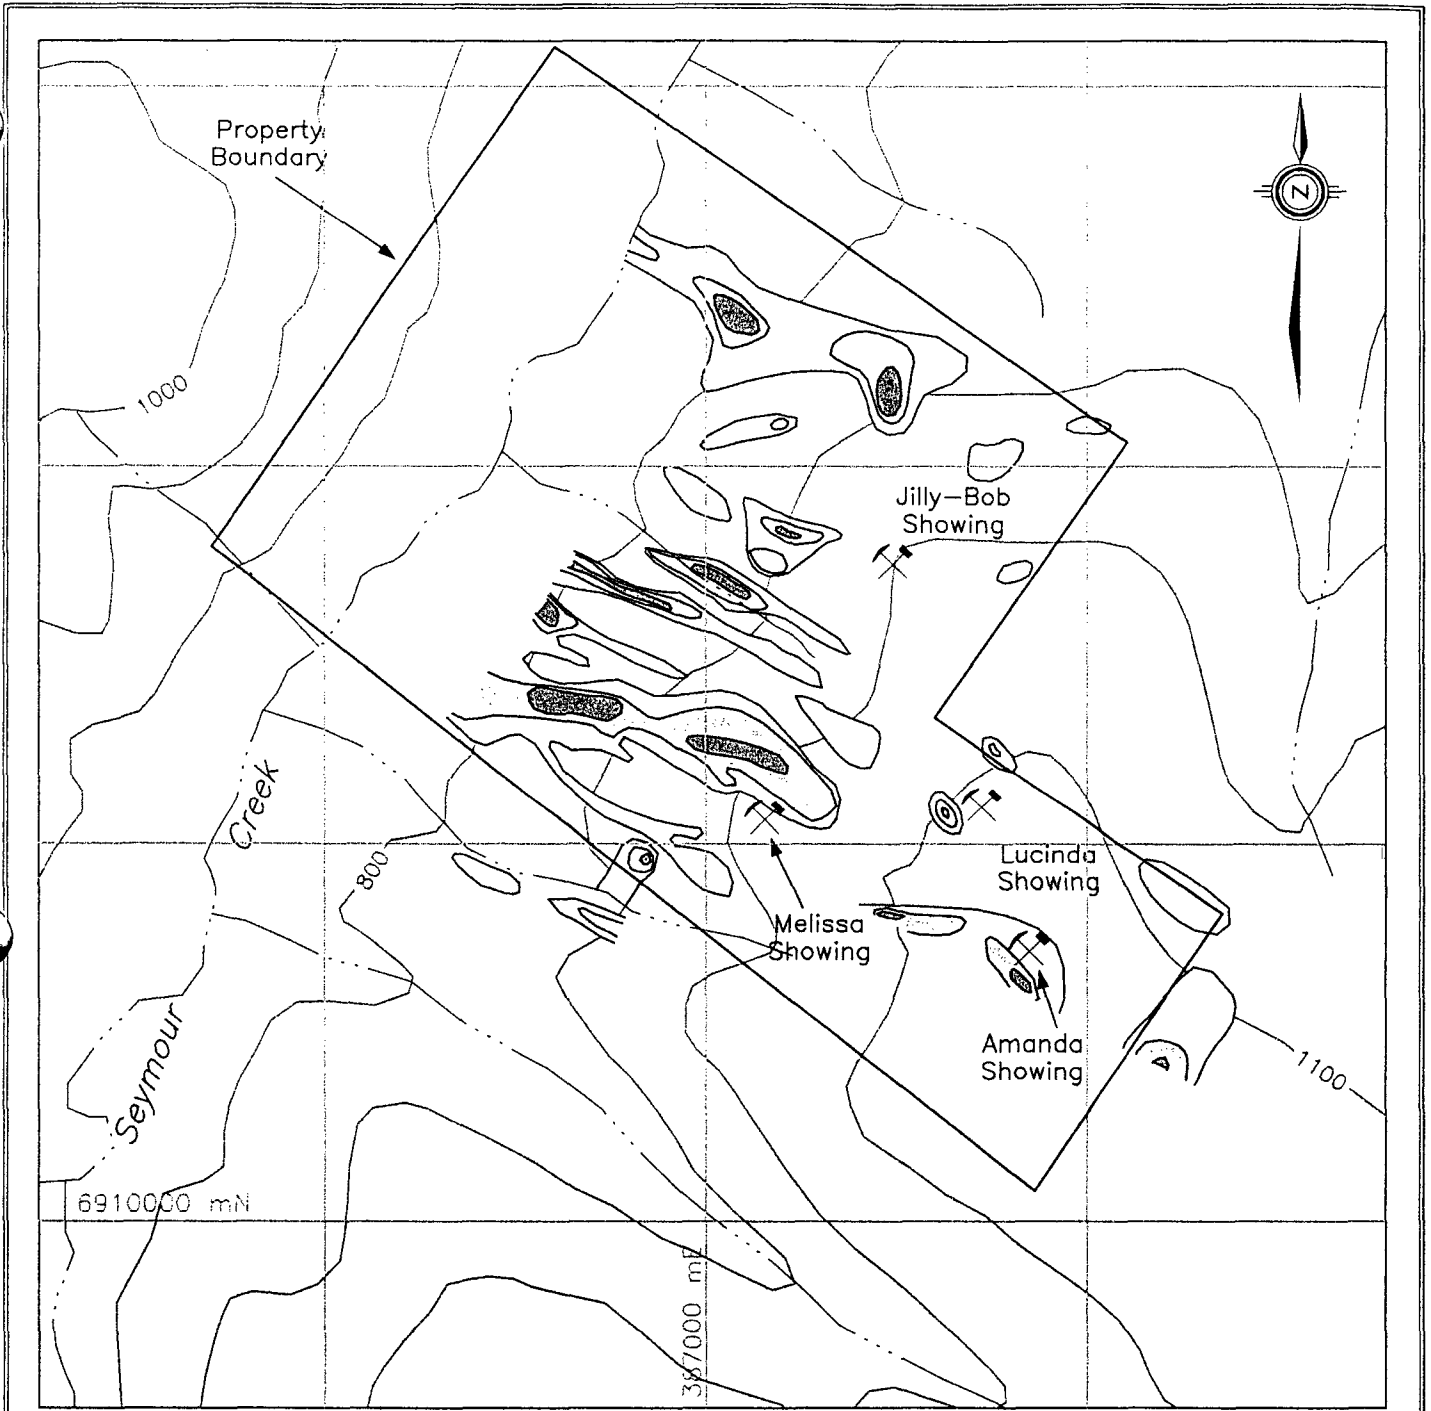 Property
Boundary
1000
Jilly-Bob
Showing
Creek
800
Lucinda
Showing
Melissa
Showing
Seymour
Amanda
Showing
1100
6910000 mN
387000 mE
N